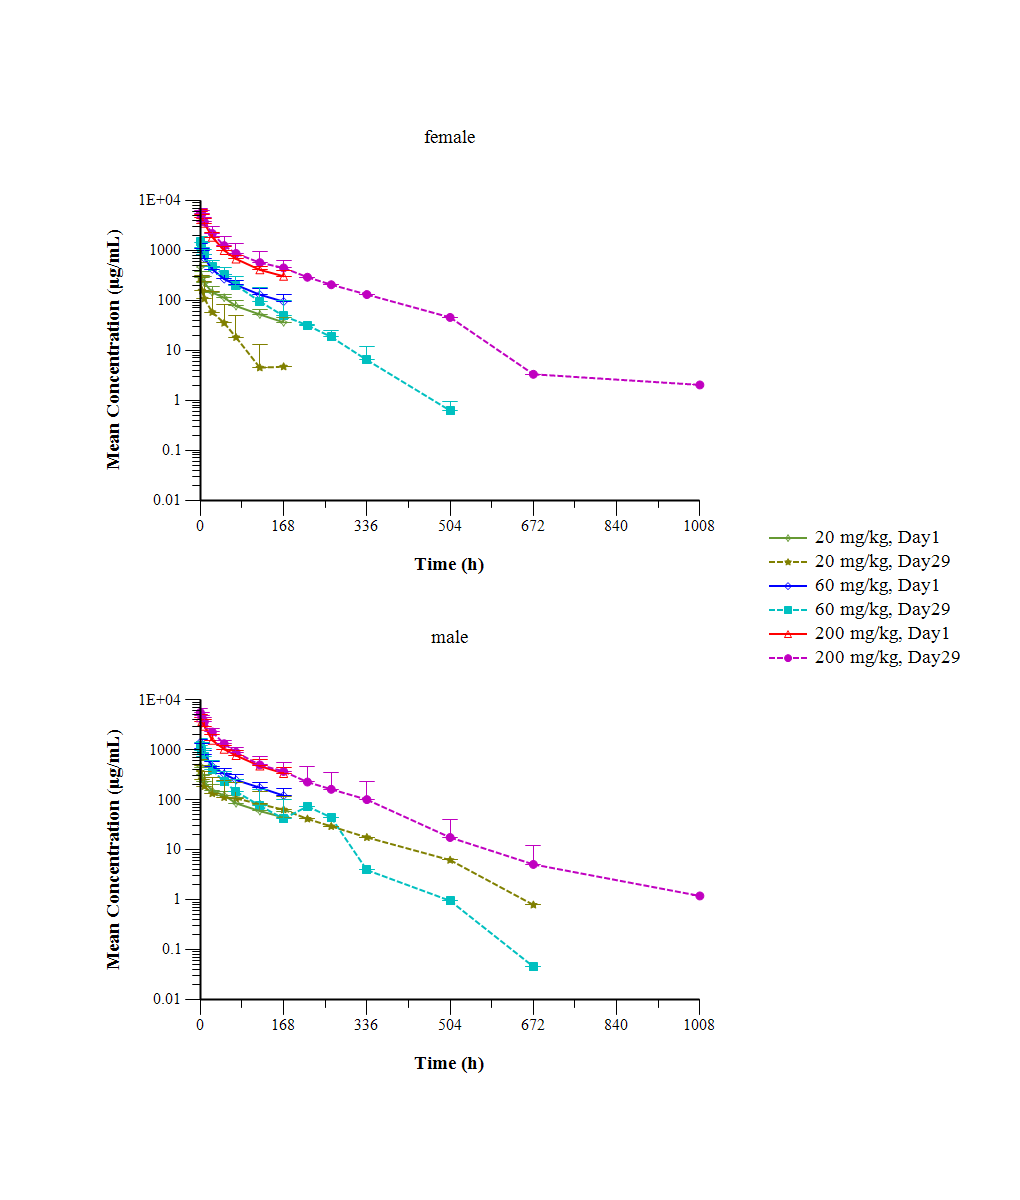 female
1E+04
1000
100
10
1
0.1
0.01
Mean Concentration (µg/mL)
0 168 336 504 672 840 1008
Time (h)
20 mg/kg, Day1
20 mg/kg, Day29
60 mg/kg, Day1
60 mg/kg, Day29
200 mg/kg, Day1
200 mg/kg, Day29
male
1E+04
1000
100
10
1
0.1
0.01
Mean Concentration (µg/mL)
0 168 336 504 672 840 1008
Time (h)